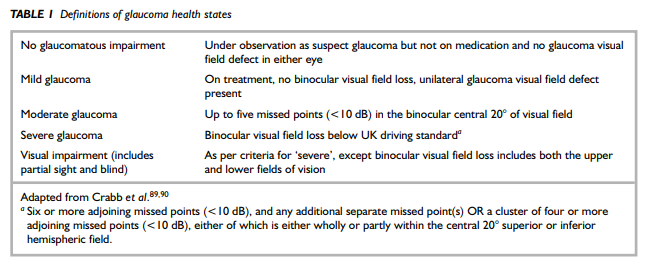 TABLE 1 Definitions of glaucoma health states
No glaucomatous impairment Under observation as suspect glaucoma but not on medication and no glaucoma visual
field defect in either eye
Mild glaucoma On treatment, no binocular visual field loss, unilateral glaucoma visual field defect
present
Moderate glaucoma Up to five missed points (<10 dB) in the binocular central 20° of visual field
Severe glaucoma Binocular visual field loss below UK driving standardᵃ
Visual impairment (includes As per criteria for ‘severe’, except binocular visual field loss includes both the upper
partial sight and blind) and lower fields of vision
Adapted from Crabb et al.⁸⁹,⁹⁰
a Six or more adjoining missed points (<10 dB), and any additional separate missed point(s) OR a cluster of four or more
adjoining missed points (<10 dB), either of which is either wholly or partly within the central 20° superior or inferior
hemispheric field.